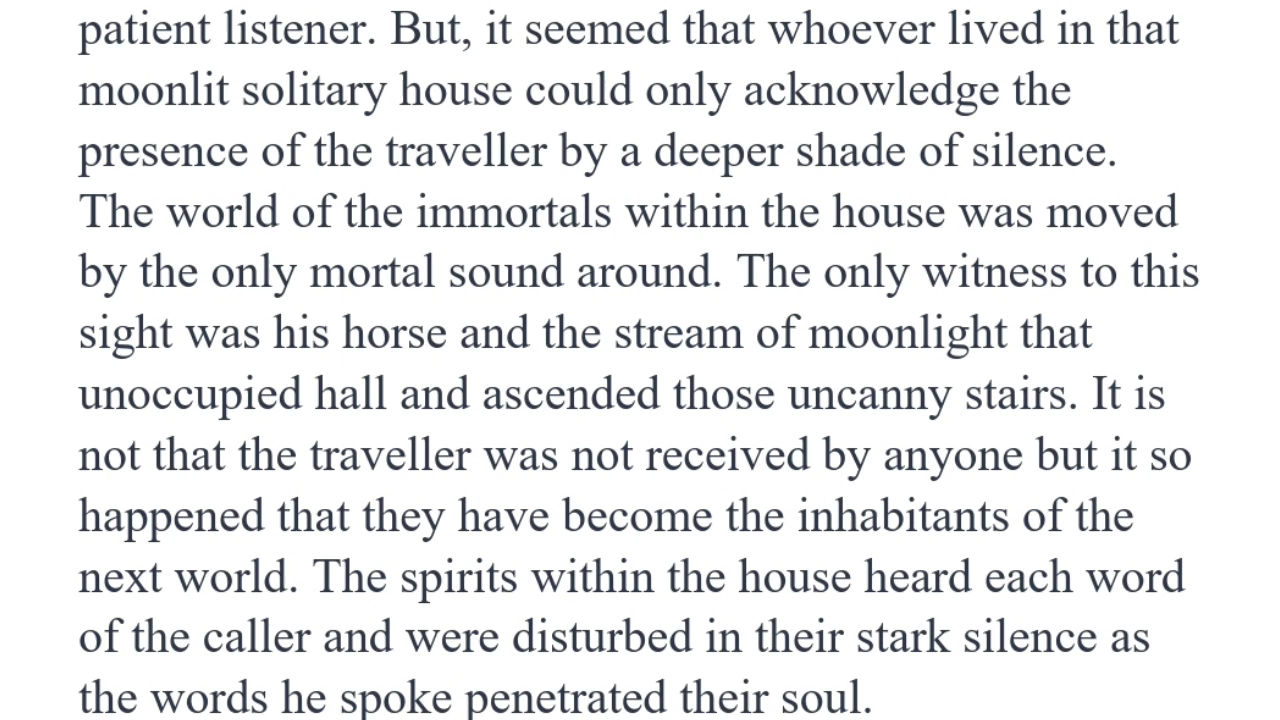 patient listener. But, it seemed that whoever lived in that
moonlit solitary house could only acknowledge the
presence of the traveller by a deeper shade of silence.
The world of the immortals within the house was moved
by the only mortal sound around. The only witness to this
sight was his horse and the stream of moonlight that
unoccupied hall and ascended those uncanny stairs. It is
not that the traveller was not received by anyone but it so
happened that they have become the inhabitants of the
next world. The spirits within the house heard each word
of the caller and were disturbed in their stark silence as
the words he spoke penetrated their soul.